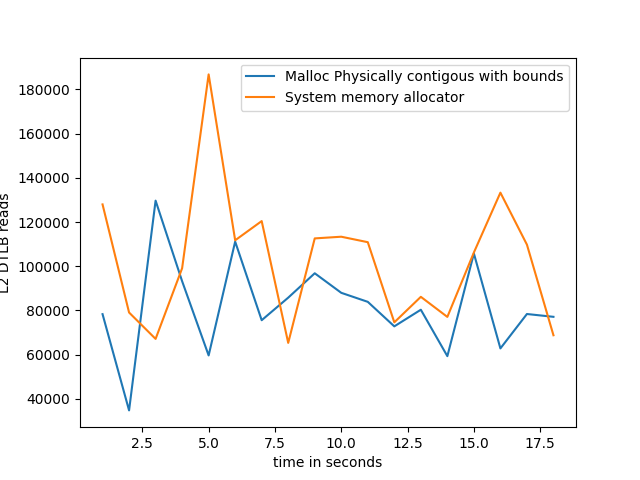 Malloc Physically contigous with bounds
System memory allocator
180000
160000
140000
120000
100000
80000
60000
40000
L2 DTLB reads
2.5 5.0 7.5 10.0 12.5 15.0 17.5
time in seconds